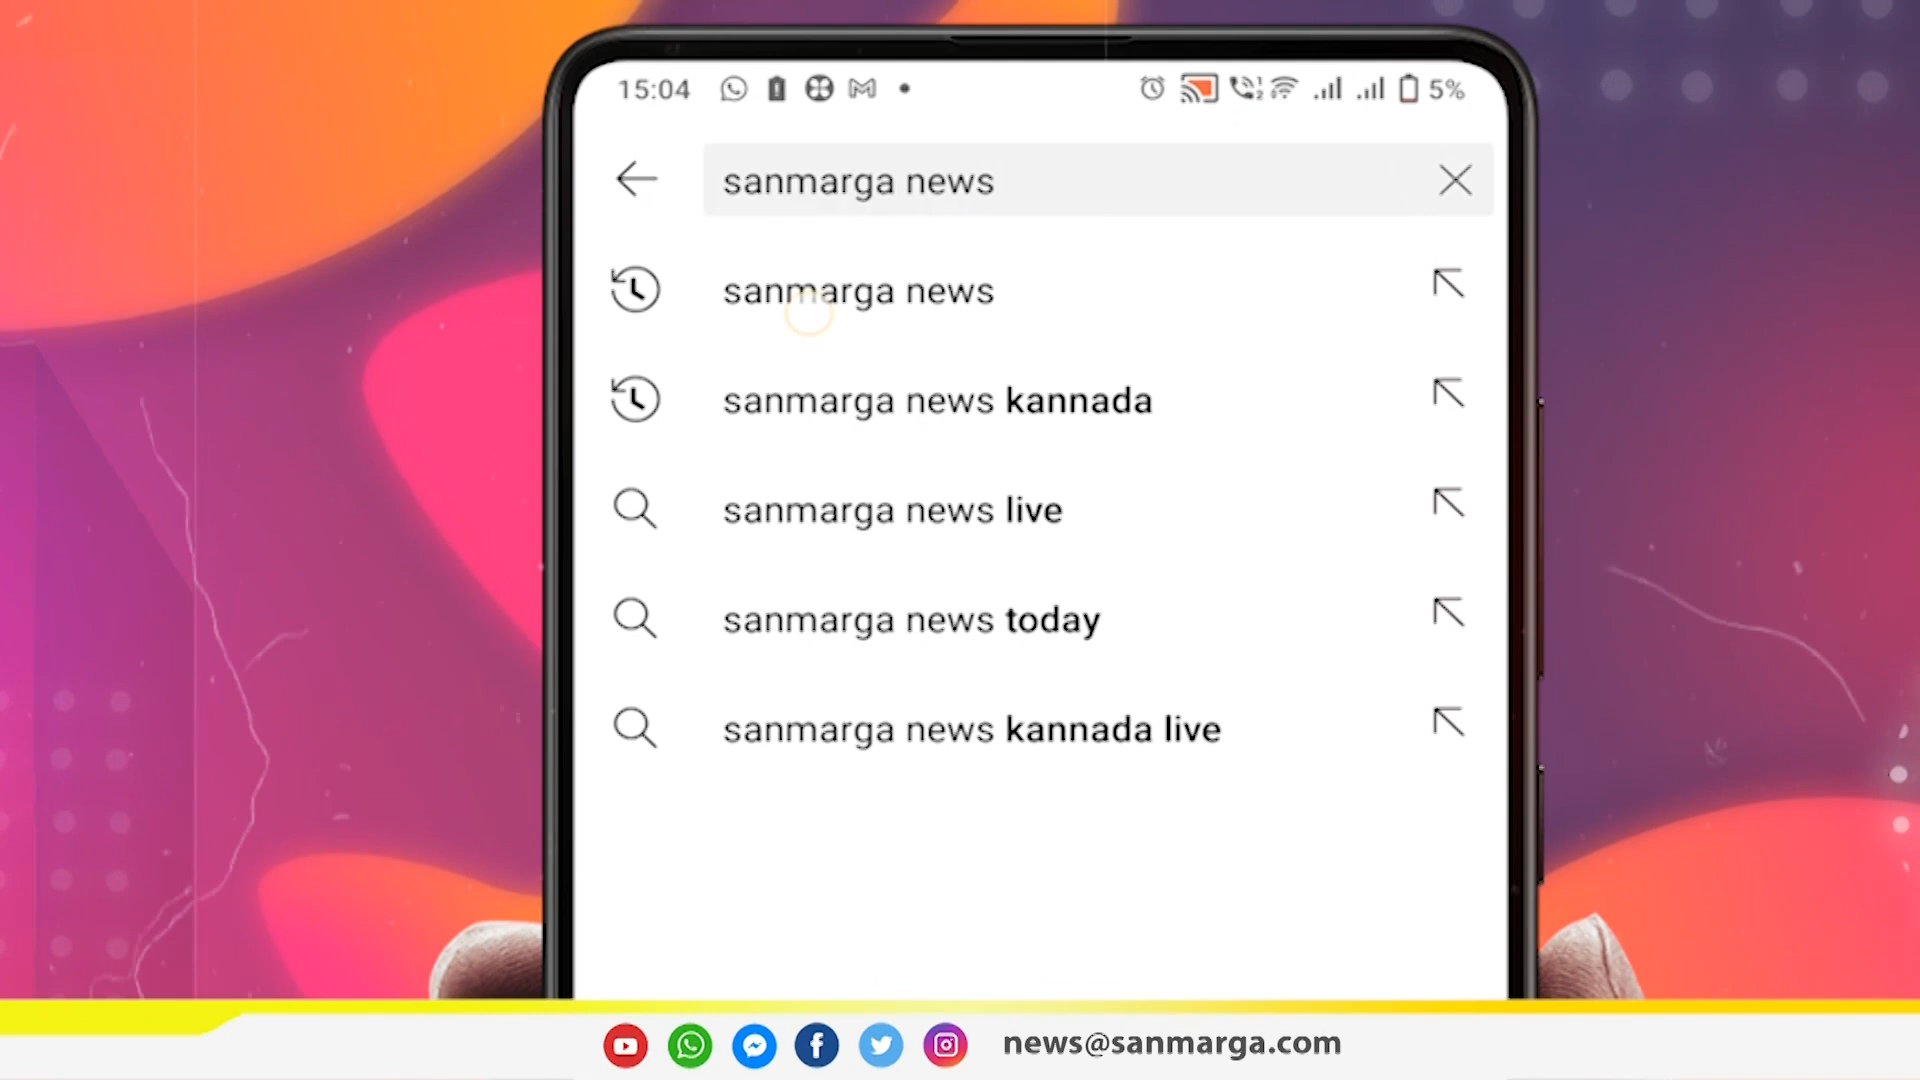 15:04
5%
sanmarga news
sanmarga news
sanmarga news kannada
sanmarga news live
sanmarga news today
sanmarga news kannada live
news@sanmarga.com